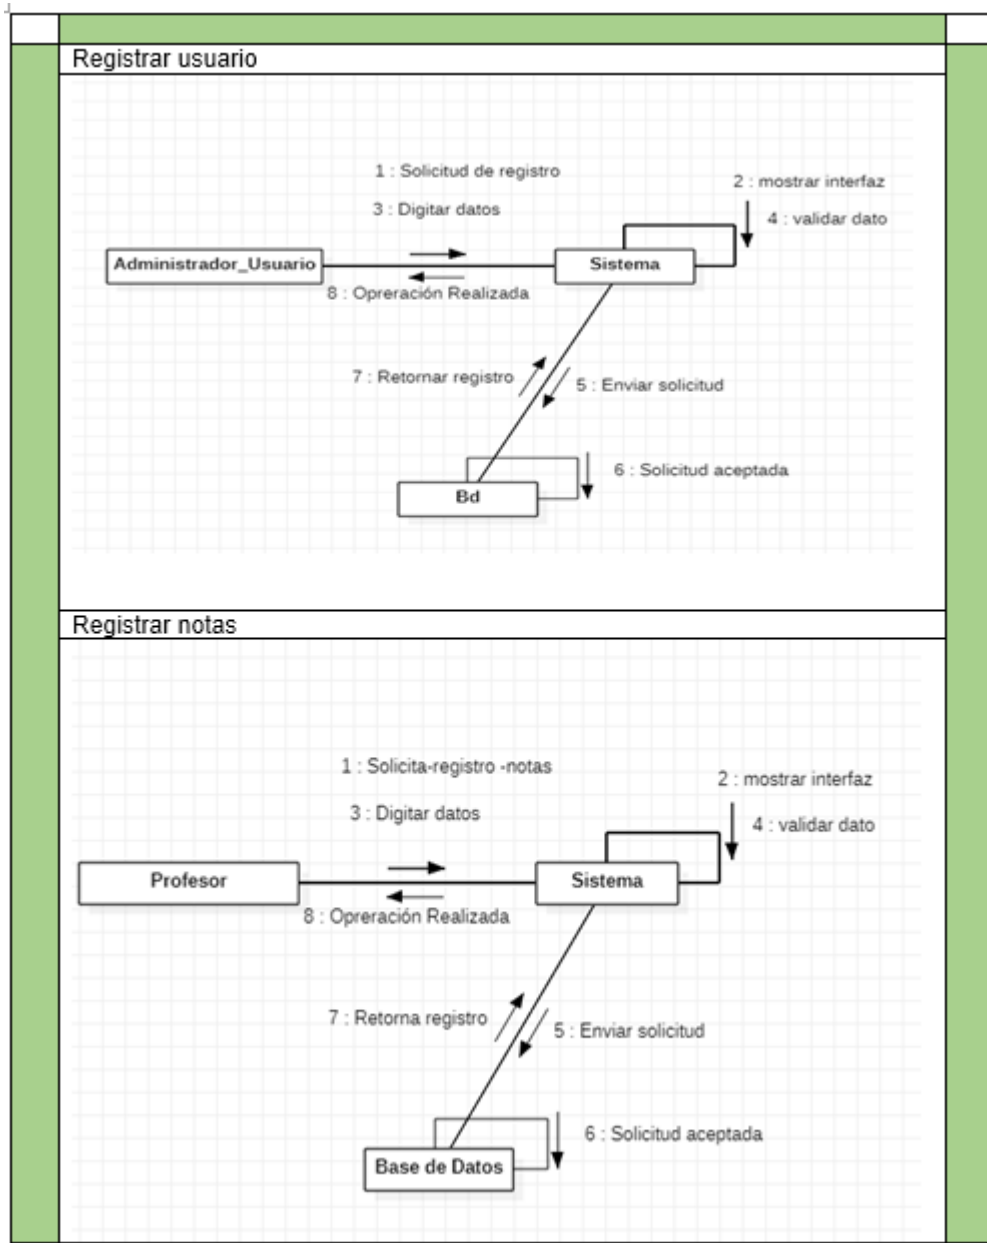 Registrar usuario
1 : Solicitud de registro
2 : mostrar interfaz
3 : Digitar datos
4 : validar dato
Administrador_Usuario
Sistema
8 : Opreración Realizada
7 : Retornar registro
5 : Enviar solicitud
6 : Solicitud aceptada
Bd
Registrar notas
1 : Solicita-registro -notas
2 : mostrar interfaz
3 : Digitar datos
4 : validar dato
Profesor
Sistema
8 : Opreración Realizada
7 : Retorna registro
5 : Enviar solicitud
6 : Solicitud aceptada
Base de Datos